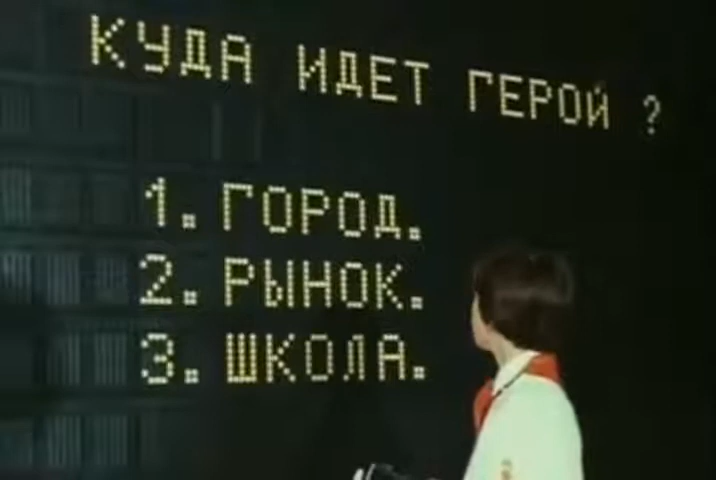 КУДА ИДЕТ ГЕРОЙ ?
1. ГОРОД.
2. РЫНОК.
3. ШКОЛА.